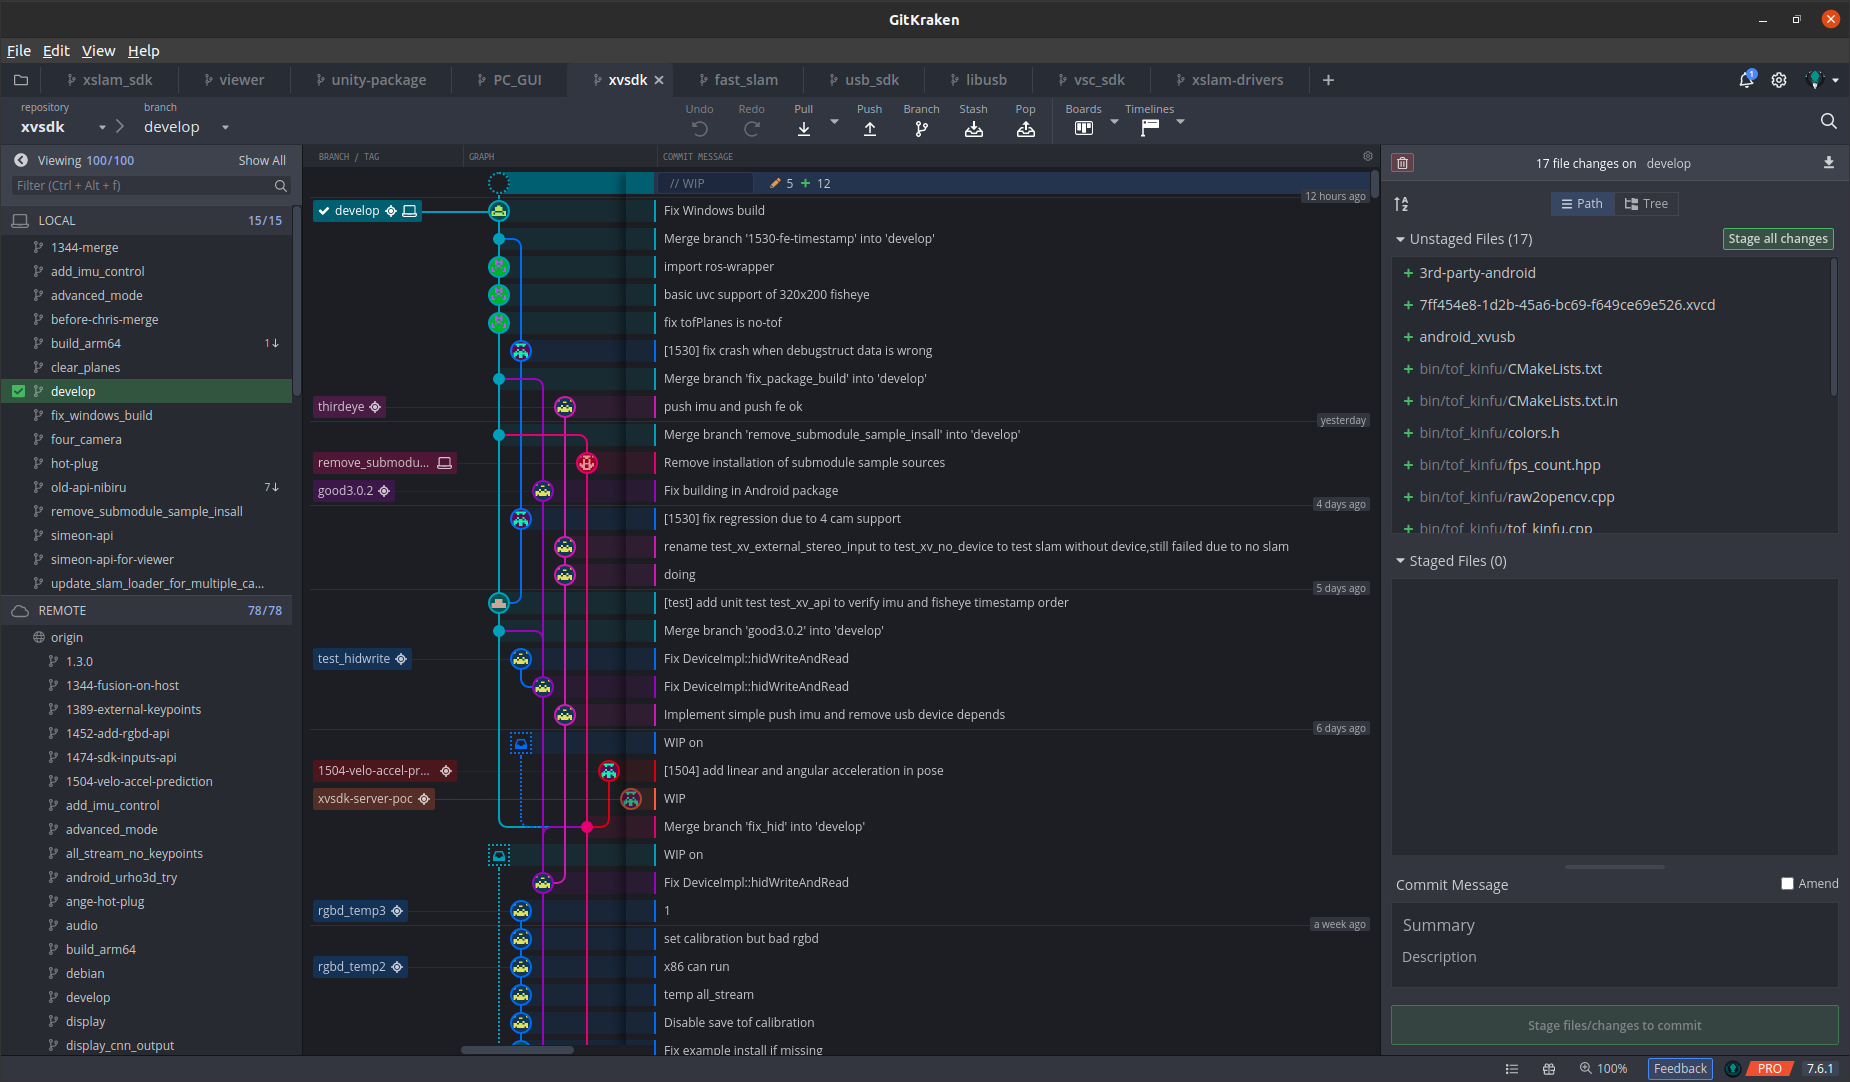 GitKraken
File Edit View Help
xslam_sdk viewer unity-package PC_GUI xvsdk fast_slam usb_sdk libusb vsc_sdk xslam-drivers
1
repository branch
xvsdk develop
Undo Redo Pull Push Branch Stash Pop Boards Timelines
Viewing 100/100 Show All
Filter (Ctrl + Alt + f)
LOCAL 15/15
1344-merge
add_imu_control
advanced_mode
before-chris-merge
build_arm64 1↓
clear_planes
develop
fix_windows_build
four_camera
hot-plug
old-api-nibiru 7↓
remove_submodule_sample_insall
simeon-api
simeon-api-for-viewer
update_slam_loader_for_multiple_ca...
REMOTE 78/78
origin
1.3.0
1344-fusion-on-host
1389-external-keypoints
1452-add-rgbd-api
1474-sdk-inputs-api
1504-velo-accel-prediction
add_imu_control
advanced_mode
all_stream_no_keypoints
android_urho3d_try
ange-hot-plug
audio
build_arm64
debian
develop
display
display_cnn_output
BRANCH / TAG GRAPH COMMIT MESSAGE
// WIP 5 + 12
12 hours ago
develop Fix Windows build
Merge branch '1530-fe-timestamp' into 'develop'
import ros-wrapper
basic uvc support of 320x200 fisheye
fix tofPlanes is no-tof
[1530] fix crash when debugstruct data is wrong
Merge branch 'fix_package_build' into 'develop'
thirdeye push imu and push fe ok
yesterday
Merge branch 'remove_submodule_sample_insall' into 'develop'
remove_submodu... Remove installation of submodule sample sources
good3.0.2 Fix building in Android package
4 days ago
[1530] fix regression due to 4 cam support
rename test_xv_external_stereo_input to test_xv_no_device to test slam without device,still failed due to no slam
doing
5 days ago
[test] add unit test test_xv_api to verify imu and fisheye timestamp order
Merge branch 'good3.0.2' into 'develop'
test_hidwrite Fix DeviceImpl::hidWriteAndRead
Fix DeviceImpl::hidWriteAndRead
Implement simple push imu and remove usb device depends
6 days ago
WIP on
1504-velo-accel-pr... [1504] add linear and angular acceleration in pose
xvsdk-server-poc WIP
Merge branch 'fix_hid' into 'develop'
WIP on
Fix DeviceImpl::hidWriteAndRead
rgbd_temp3 1
a week ago
set calibration but bad rgbd
rgbd_temp2 x86 can run
temp all_stream
Disable save tof calibration
Fix example install if missing
17 file changes on develop
Path Tree
Unstaged Files (17) Stage all changes
+ 3rd-party-android
+ 7ff454e8-1d2b-45a6-bc69-f649ce69e526.xvcd
+ android_xvusb
+ bin/tof_kinfu/CMakeLists.txt
+ bin/tof_kinfu/CMakeLists.txt.in
+ bin/tof_kinfu/colors.h
+ bin/tof_kinfu/fps_count.hpp
+ bin/tof_kinfu/raw2opencv.cpp
+ bin/tof_kinfu/tof_kinfu.cpp
Staged Files (0)
Commit Message Amend
Summary
Description
Stage files/changes to commit
100% Feedback PRO 7.6.1